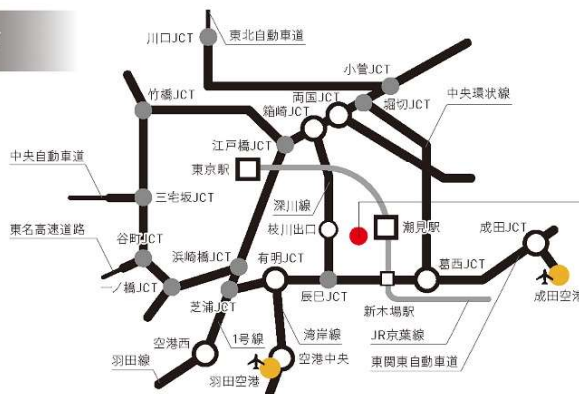 川口JCT
東北自動車道
小菅JCT
竹橋JCT
両国JCT
箱崎JCT
堀切JCT
中央環状線
江戸橋JCT
東京駅
中央自動車道
三宅坂JCT
深川線
東名高速道路
谷町JCT
浜崎橋JCT
有明JCT
枝川出口
潮見駅
成田JCT
一ノ橋JCT
芝浦JCT
辰巳JCT
葛西JCT
新木場駅
成田空港
空港西
1号線
湾岸線
JR京葉線
羽田線
羽田空港
空港中央
東関東自動車道